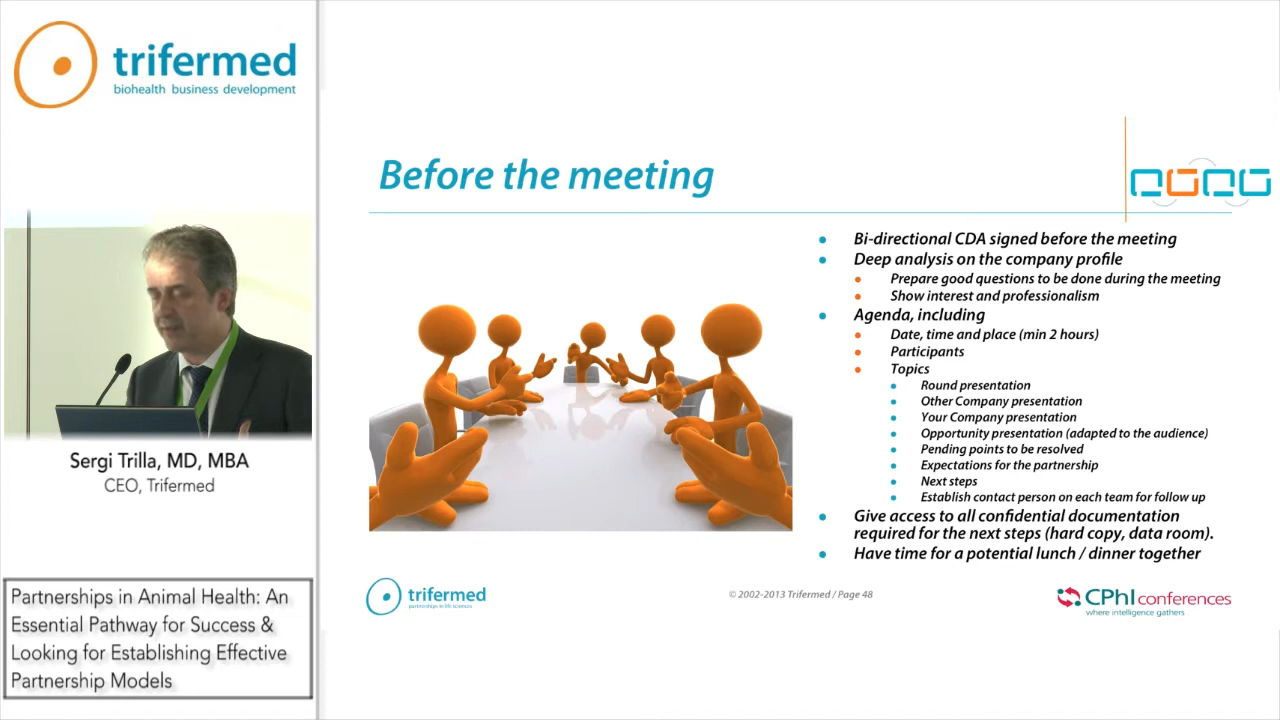 trifermed
biohealth business development
Sergi Trilla, MD, MBA
CEO, Trifermed
Partnerships in Animal Health: An
Essential Pathway for Success &
Looking for Establishing Effective
Partnership Models
Before the meeting
Bi-directional CDA signed before the meeting
Deep analysis on the company profile
Prepare good questions to be done during the meeting
Show interest and professionalism
Agenda, including
Date, time and place (min 2 hours)
Participants
Topics
Round presentation
Other Company presentation
Your Company presentation
Opportunity presentation (adapted to the audience)
Pending points to be resolved
Expectations for the partnership
Next steps
Establish contact person on each team for follow up
Give access to all confidential documentation
required for the next steps (hard copy, data room).
Have time for a potential lunch / dinner together
trifermed
partnerships in life sciences
© 2002-2013 Trifermed / Page 48
CPhI conferences
where intelligence gathers